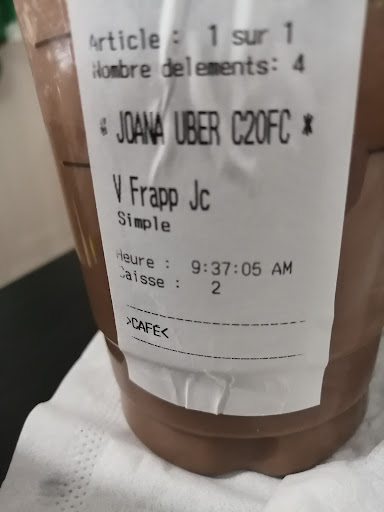 Article : 1 sur 1
Nombre delements: 4
* JOANA UBER C20FC *
V Frapp Jc
Simple
Heure : 9:37:05 AM
Caisse : 2
>CAFÉ<